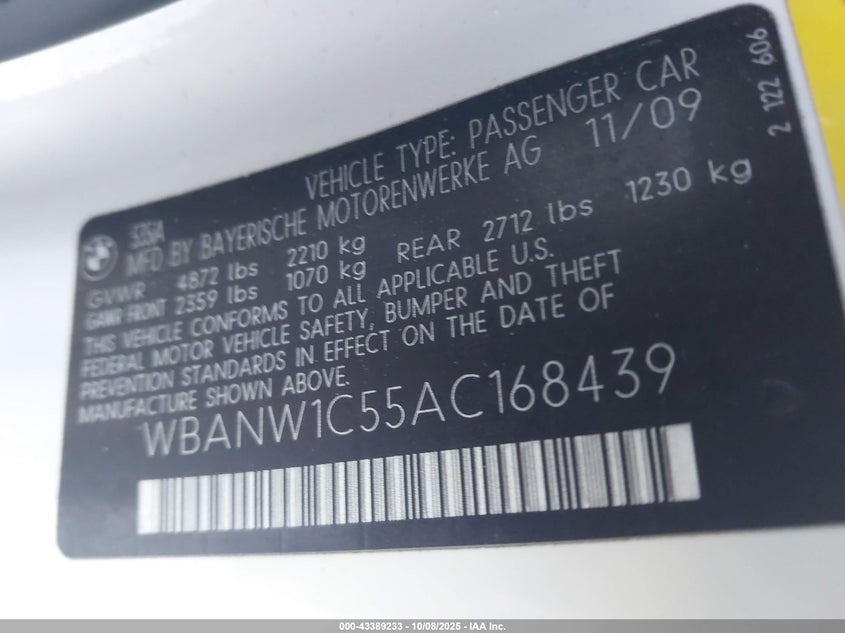 BMW
535IA
VEHICLE TYPE: PASSENGER CAR
MFD BY BAYERISCHE MOTORENWERKE AG 11/09
GVWR 4872 lbs 2210 kg
GAWR FRONT 2359 lbs 1070 kg REAR 2712 lbs 1230 kg
THIS VEHICLE CONFORMS TO ALL APPLICABLE U.S.
FEDERAL MOTOR VEHICLE SAFETY, BUMPER AND THEFT
PREVENTION STANDARDS IN EFFECT ON THE DATE OF
MANUFACTURE SHOWN ABOVE.
WBANW1C55AC168439
2 122 606
000-43389233 - 10/08/2025 - IAA Inc.